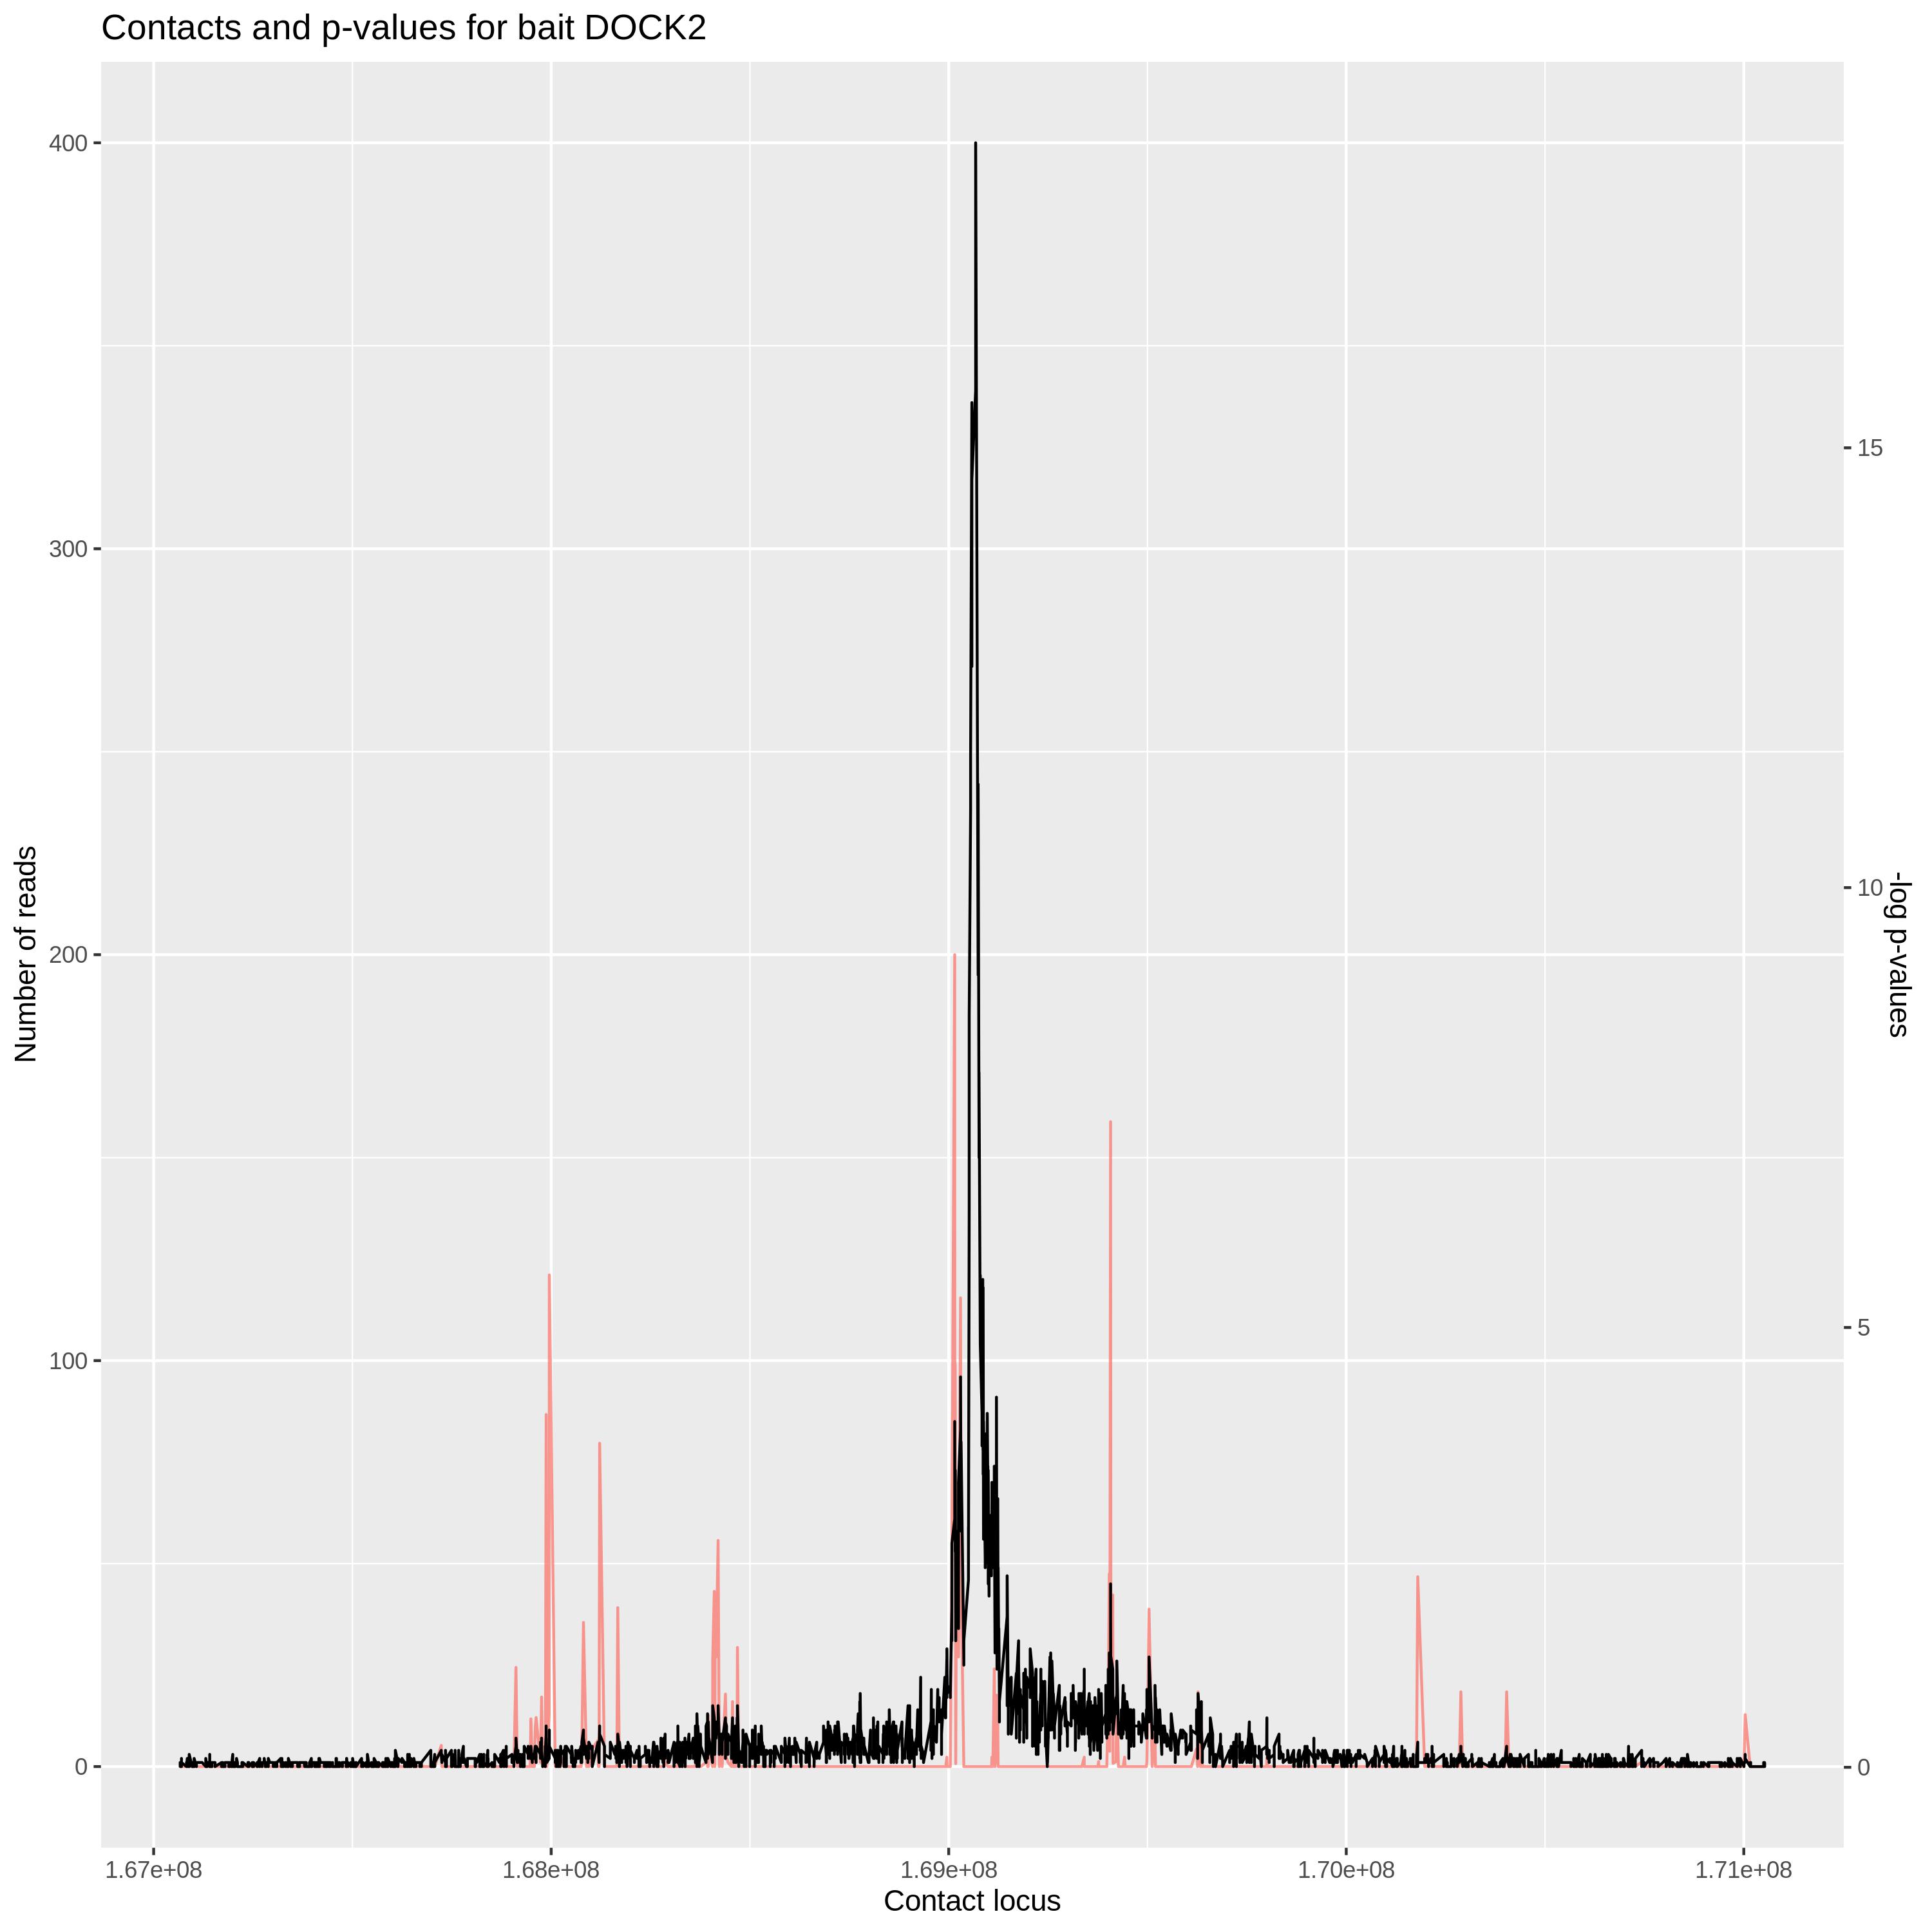 Contacts and p-values for bait DOCK2
400
300
200
100
0
Number of reads
15
10
5
0
-log p-values
1.67e+08 1.68e+08 1.69e+08 1.70e+08 1.71e+08
Contact locus